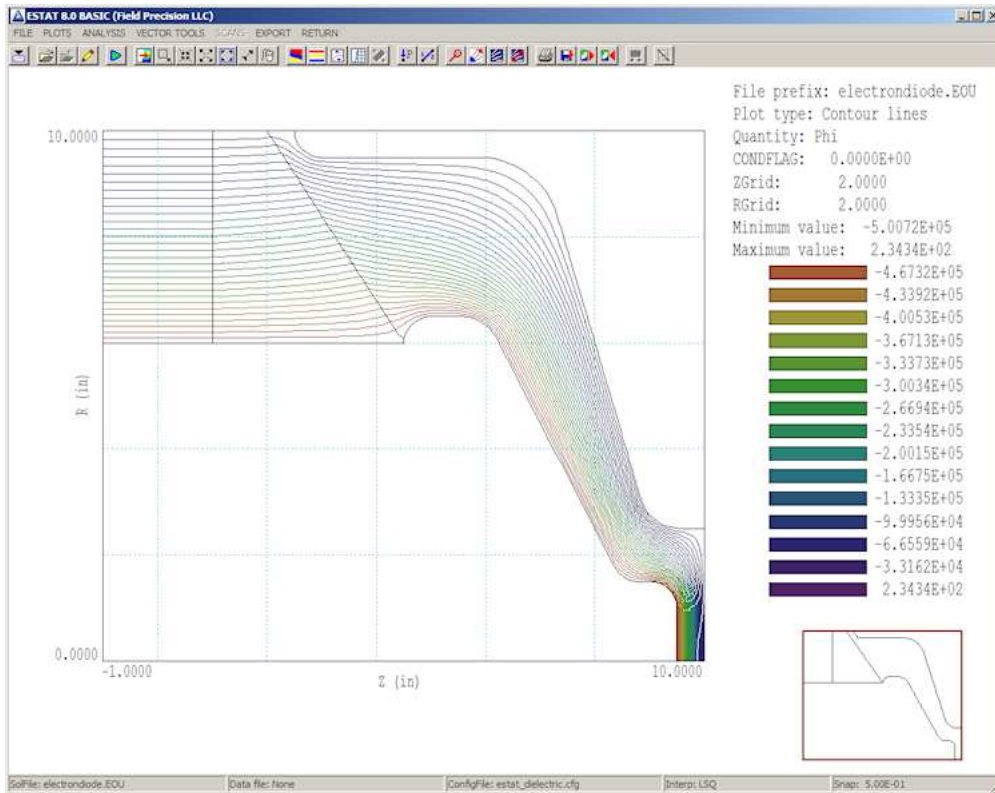 ESTAT 8.0 BASIC (Field Precision LLC)
FILE PLOTS ANALYSIS VECTOR TOOLS SCANS EXPORT RETURN
File prefix: electrondiode.EOU
Plot type: Contour lines
Quantity: Phi
CONDFLAG: 0.0000E+00
ZGrid: 2.0000
RGrid: 2.0000
Minimum value: -5.0072E+05
Maximum value: 2.3434E+02
-4.6732E+05
-4.3392E+05
-4.0053E+05
-3.6713E+05
-3.3373E+05
-3.0034E+05
-2.6694E+05
-2.3354E+05
-2.0015E+05
-1.6675E+05
-1.3335E+05
-9.9956E+04
-6.6559E+04
-3.3162E+04
2.3434E+02
10.0000
R (in)
0.0000
-1.0000
Z (in)
10.0000
SolFile: electrondiode.EOU
Data file: None
ConfigFile: estat_dielectric.cfg
Interp: LSQ
Snap: 5.00E-01